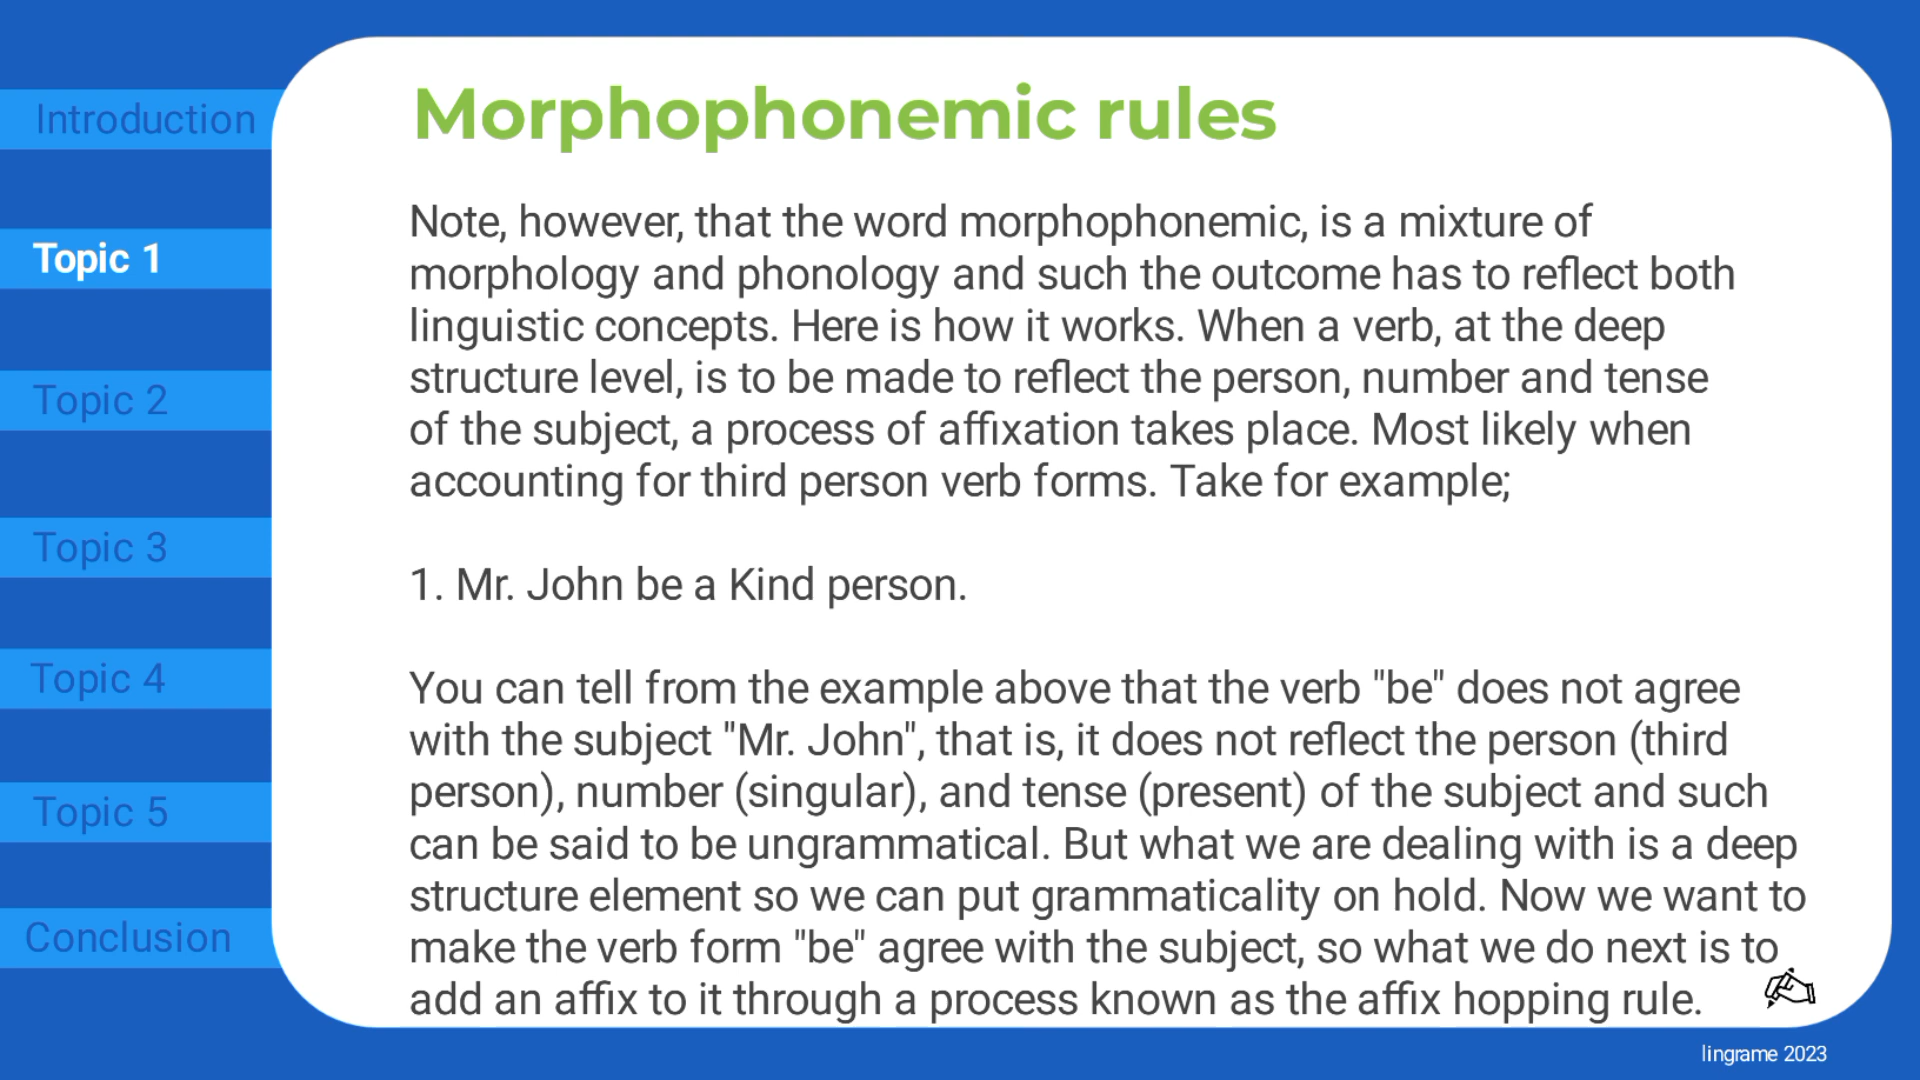 Introduction
Topic 1
Topic 2
Topic 3
Topic 4
Topic 5
Conclusion
Morphophonemic rules
Note, however, that the word morphophonemic, is a mixture of
morphology and phonology and such the outcome has to reflect both
linguistic concepts. Here is how it works. When a verb, at the deep
structure level, is to be made to reflect the person, number and tense
of the subject, a process of affixation takes place. Most likely when
accounting for third person verb forms. Take for example;
1. Mr. John be a Kind person.
You can tell from the example above that the verb "be" does not agree
with the subject "Mr. John", that is, it does not reflect the person (third
person), number (singular), and tense (present) of the subject and such
can be said to be ungrammatical. But what we are dealing with is a deep
structure element so we can put grammaticality on hold. Now we want to
make the verb form "be" agree with the subject, so what we do next is to
add an affix to it through a process known as the affix hopping rule.
lingrame 2023